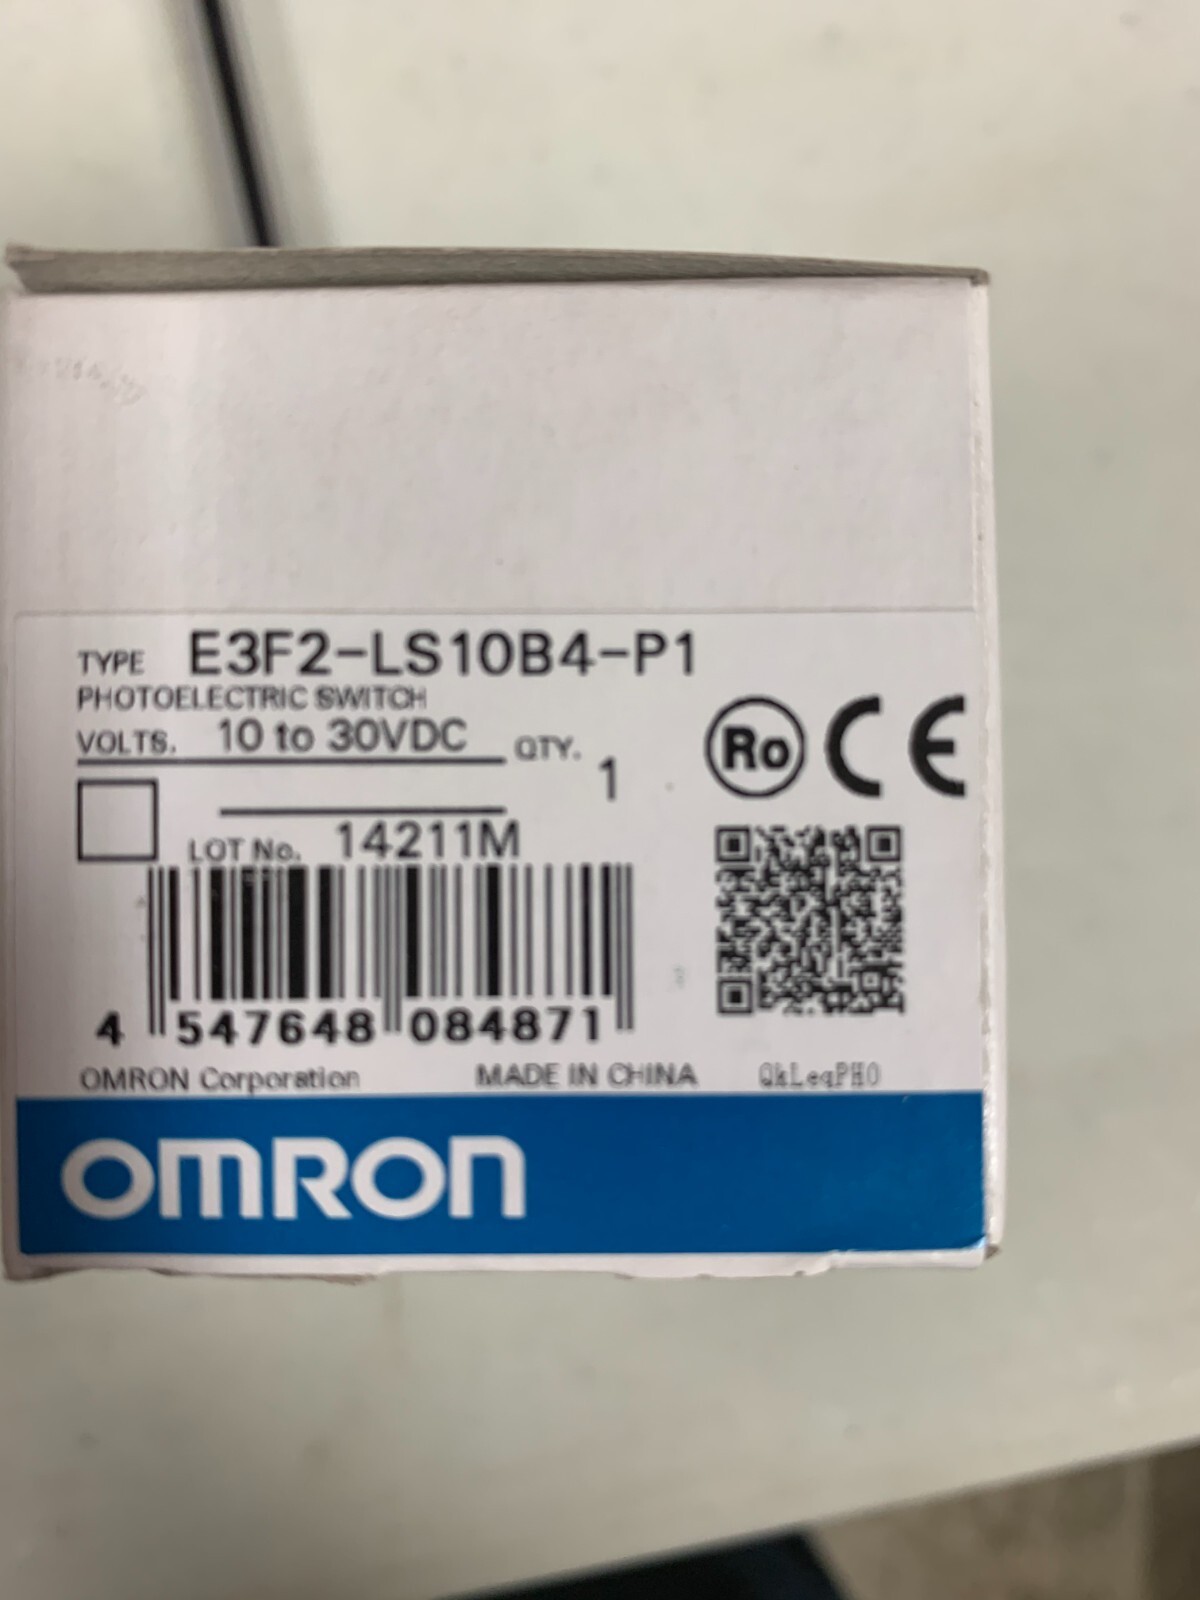 TYPE E3F2-LS10B4-P1
PHOTOELECTRIC SWITCH
VOLTS. 10 to 30VDC QTY. 1
Ro CE
LOT No. 14211M
4 547648 084871
OMRON Corporation MADE IN CHINA QkLeqPH0
OMRON